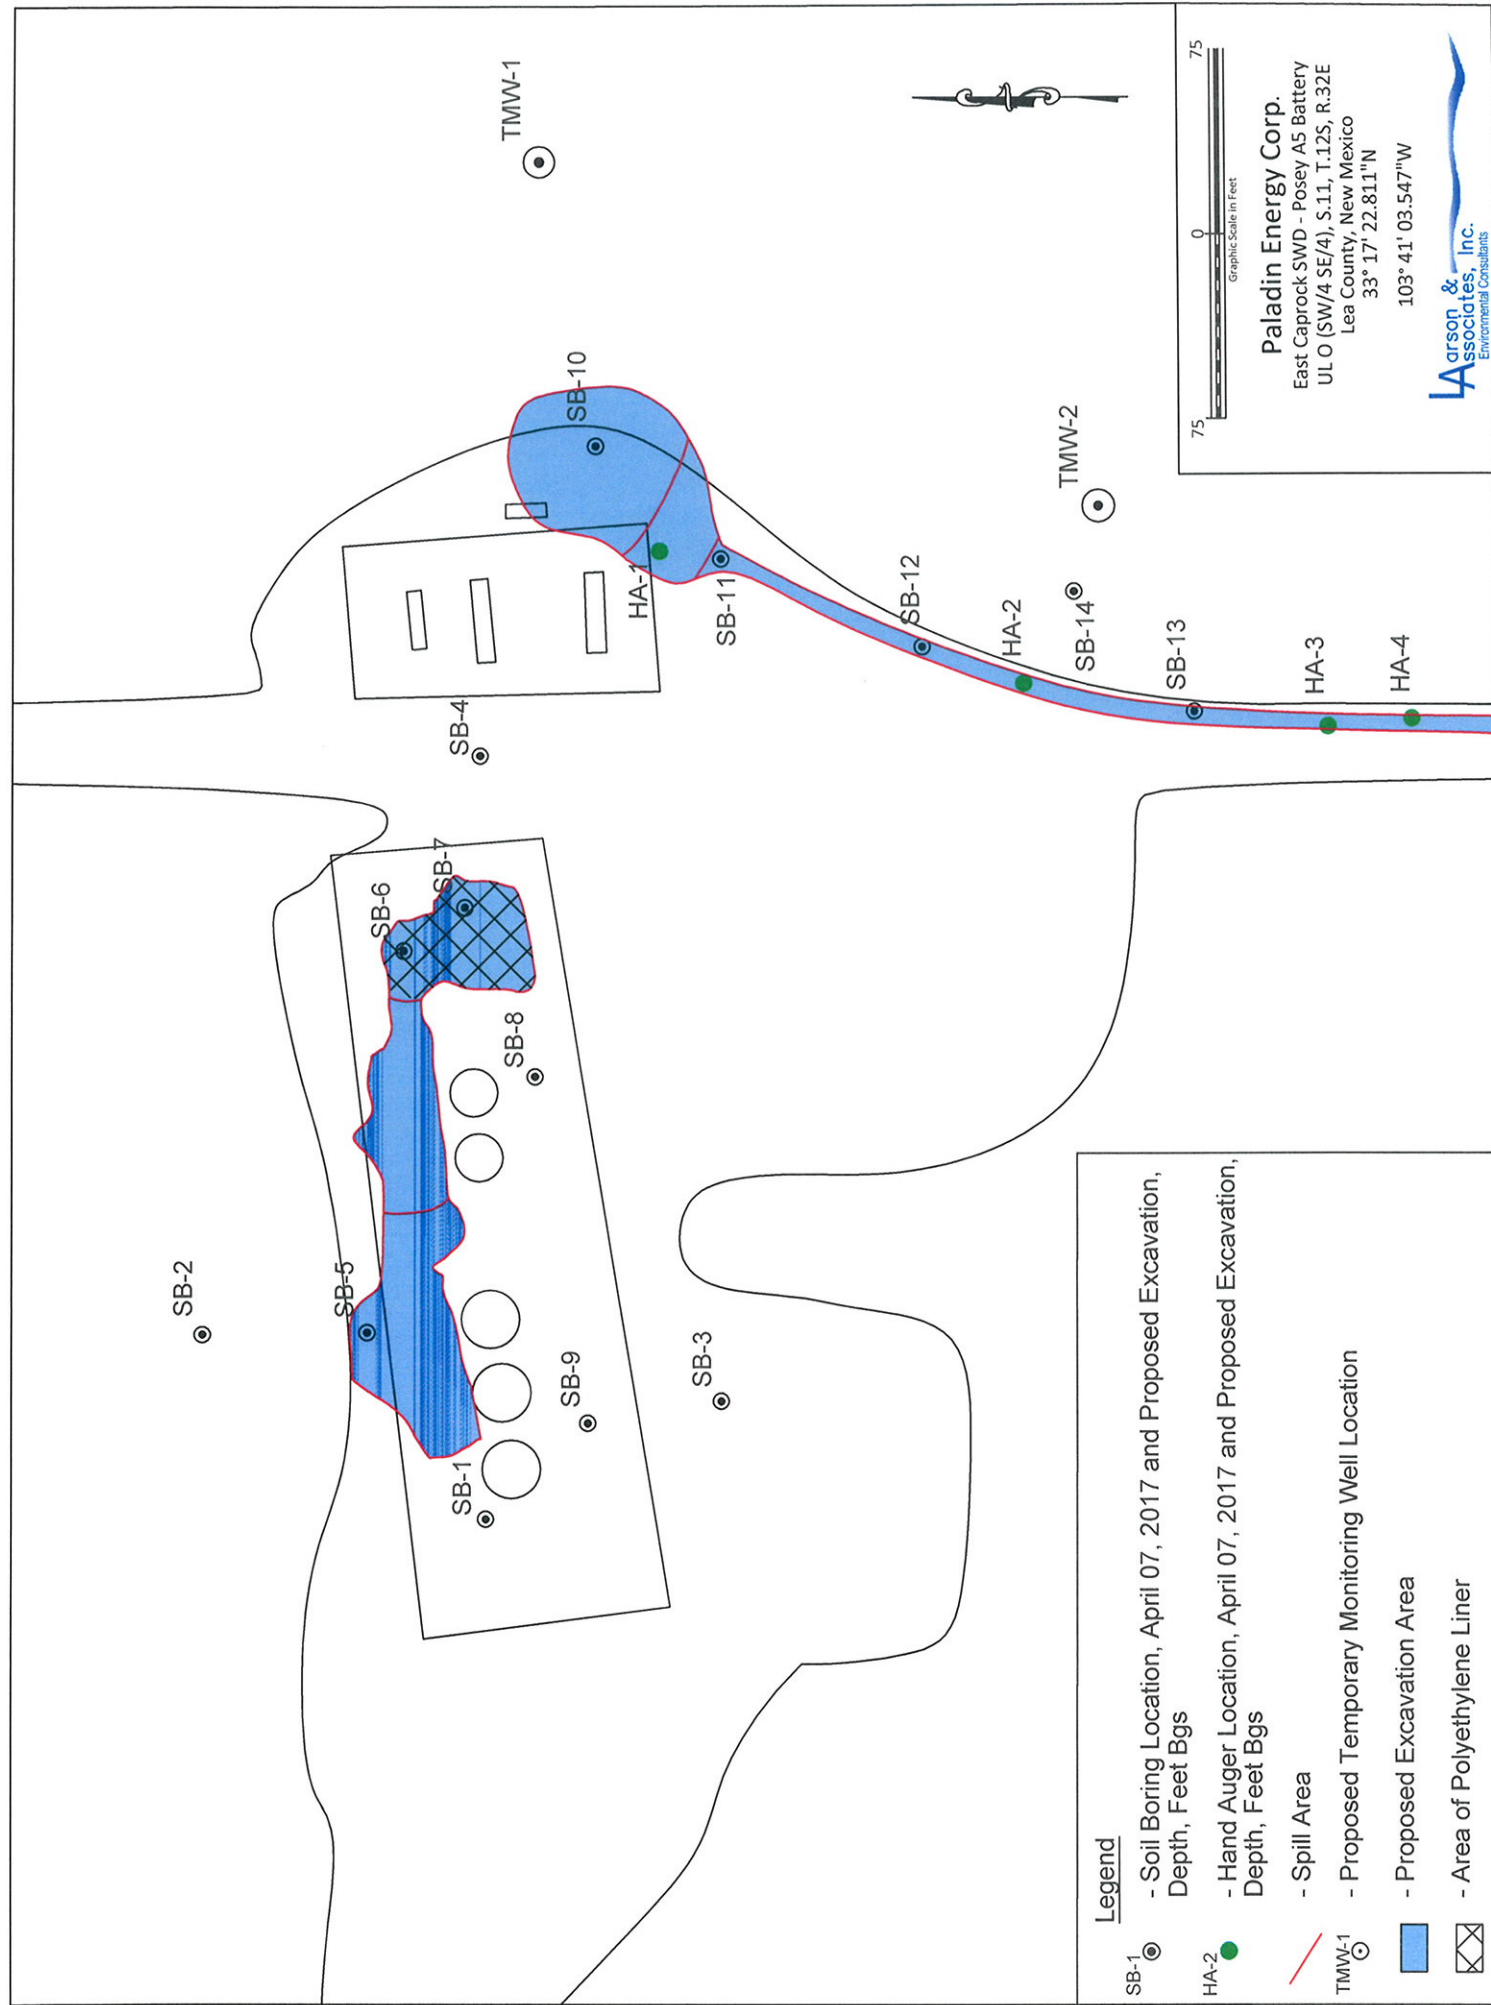 TMW-1
SB-10
SB-4
HA-1
SB-11
SB-7
SB-6
SB-8
SB-12
HA-2
TMW-2
SB-14
SB-13
HA-3
HA-4
SB-2
SB-5
SB-9
SB-3
SB-1
Legend
SB-1 - Soil Boring Location, April 07, 2017 and Proposed Excavation,
Depth, Feet Bgs
HA-2 - Hand Auger Location, April 07, 2017 and Proposed Excavation,
Depth, Feet Bgs
- Spill Area
TMW-1 - Proposed Temporary Monitoring Well Location
- Proposed Excavation Area
- Area of Polyethylene Liner
75 0 75
Graphic Scale in Feet
Paladin Energy Corp.
East Caprock SWD - Posey A5 Battery
UL O (SW/4 SE/4), S.11, T.12S, R.32E
Lea County, New Mexico
33° 17' 22.811"N
103° 41' 03.547"W
Larson &
Associates, Inc.
Environmental Consultants